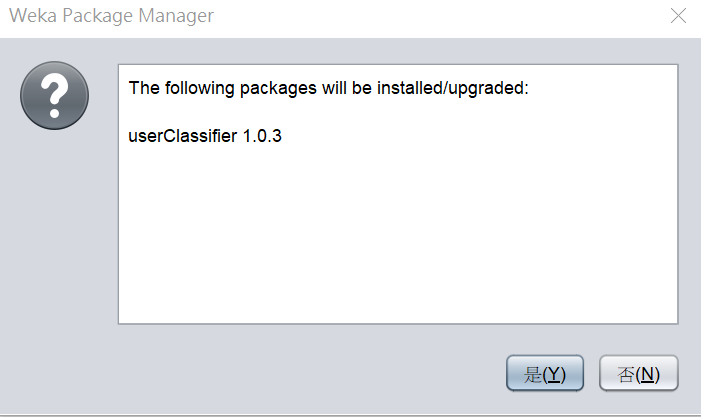 Weka Package Manager
The following packages will be installed/upgraded:
userClassifier 1.0.3
是(Y) 否(N)